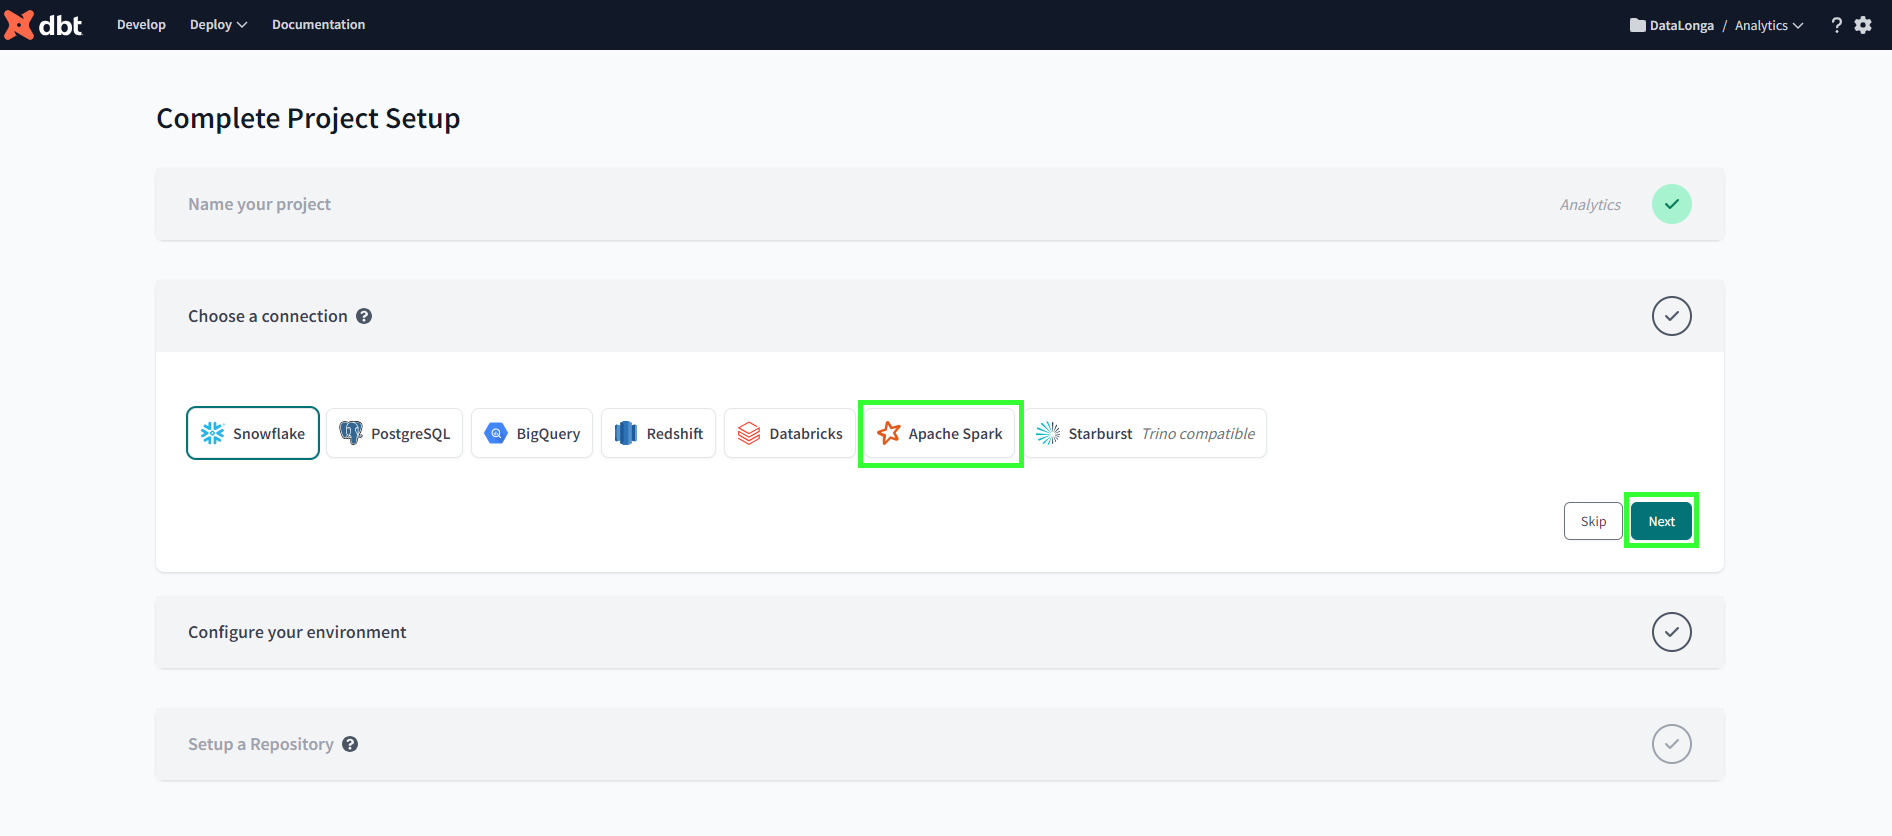 dbt Develop Deploy Documentation DataLonga / Analytics ?
Complete Project Setup
Name your project Analytics
Choose a connection ?
Snowflake PostgreSQL BigQuery Redshift Databricks Apache Spark Starburst Trino compatible
Skip Next
Configure your environment
Setup a Repository ?